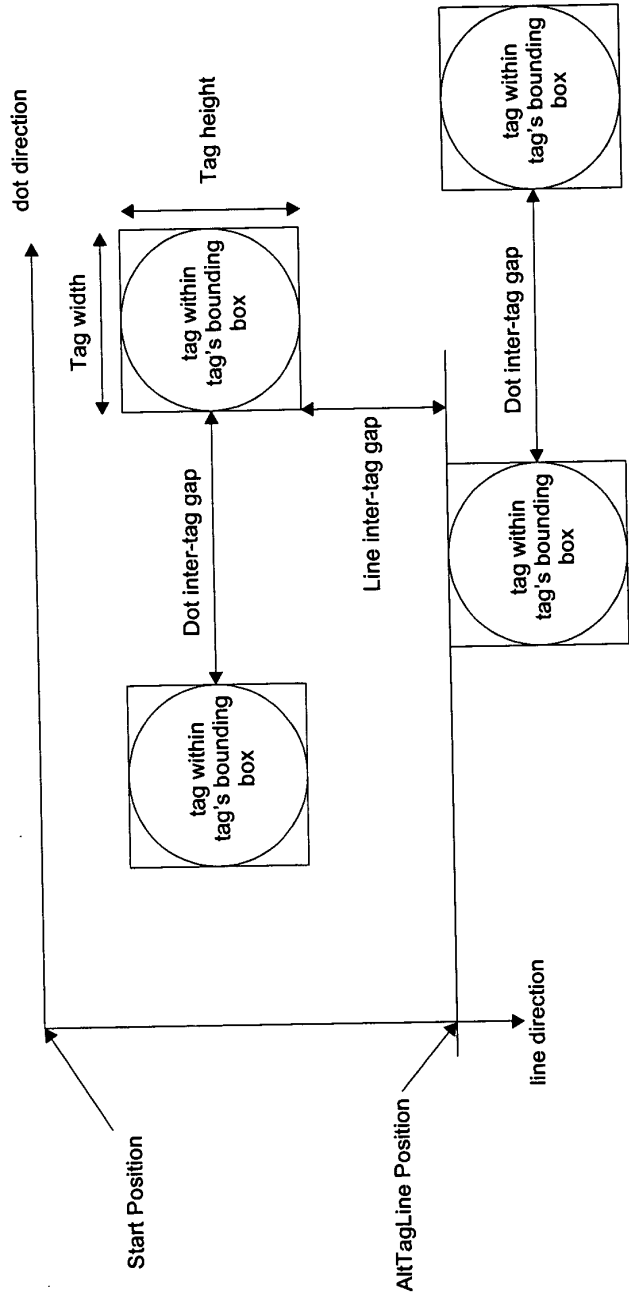 dot direction
Tag width
Tag height
tag within
tag's bounding
box
Dot inter-tag gap
tag within
tag's bounding
box
Start Position
Line inter-tag gap
AltTagLine Position
line direction
tag within
tag's bounding
box
Dot inter-tag gap
tag within
tag's bounding
box